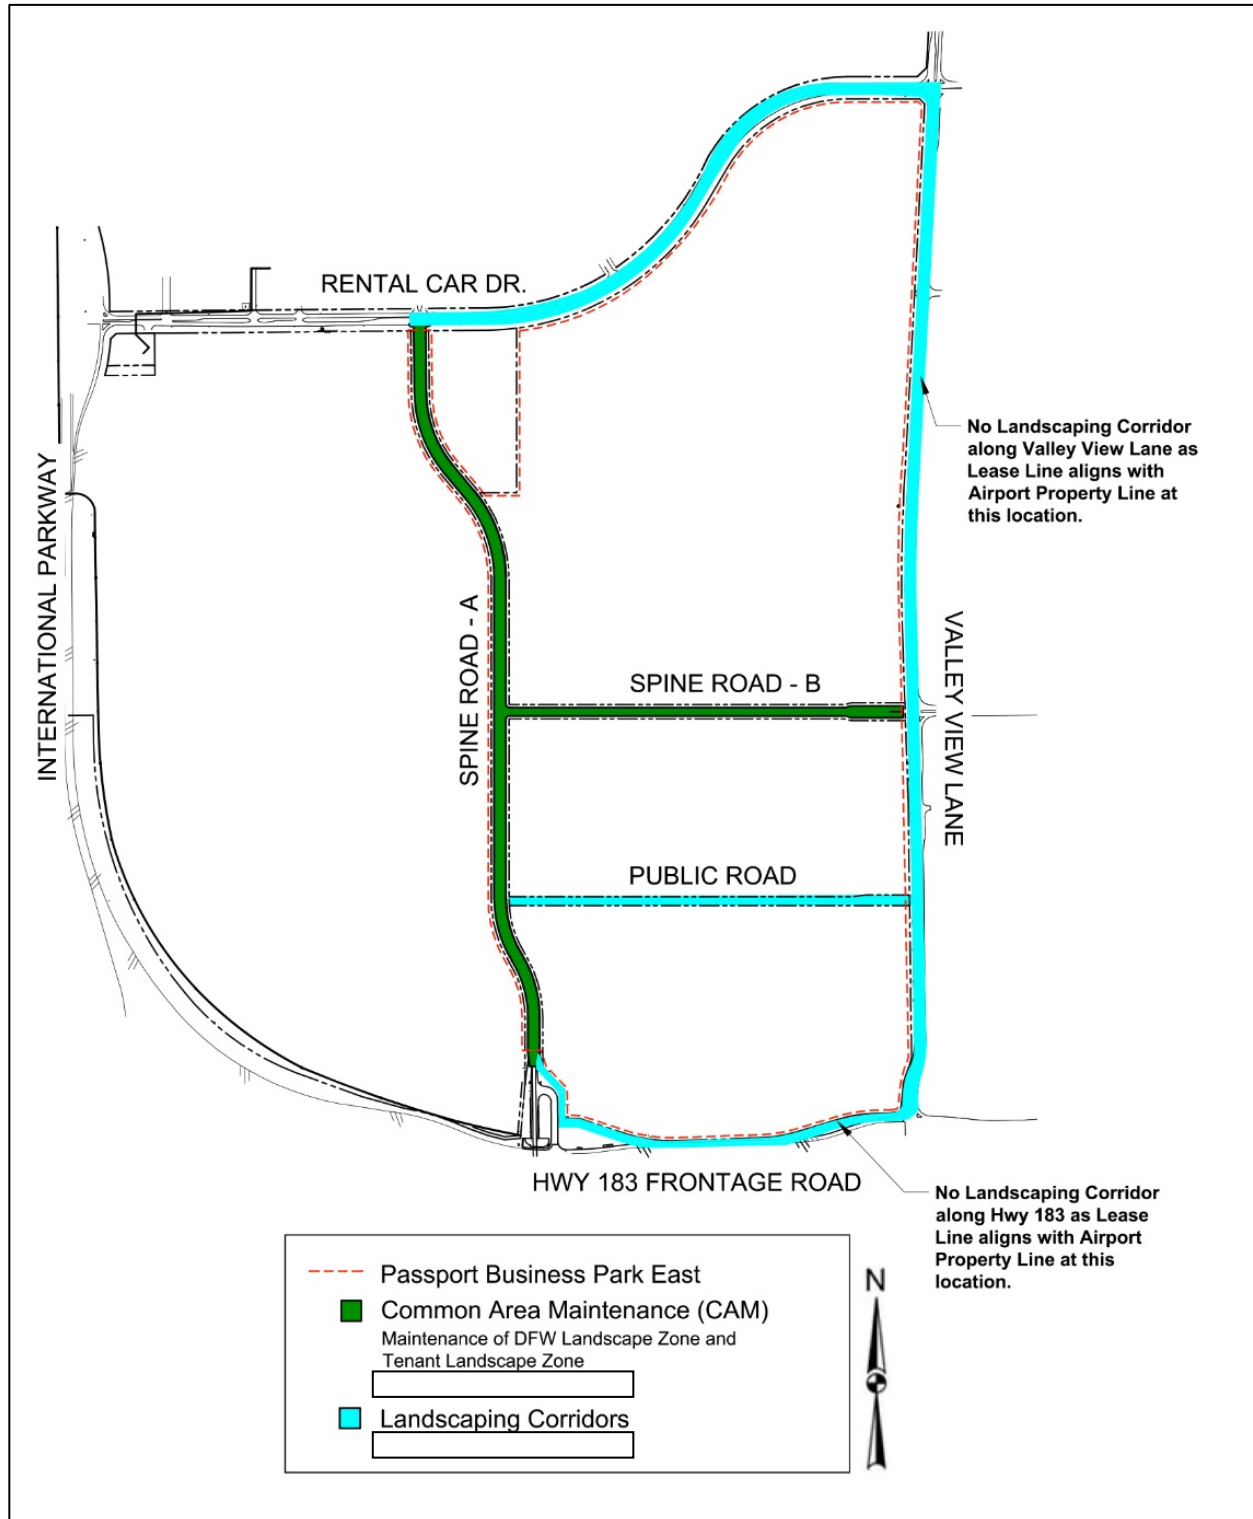 RENTAL CAR DR.
No Landscaping Corridor
along Valley View Lane as
Lease Line aligns with
Airport Property Line at
this location.
INTERNATIONAL PARKWAY
SPINE ROAD - A
SPINE ROAD - B
VALLEY VIEW LANE
PUBLIC ROAD
HWY 183 FRONTAGE ROAD
No Landscaping Corridor
along Hwy 183 as Lease
Line aligns with Airport
Property Line at this
location.
Passport Business Park East
Common Area Maintenance (CAM)
Maintenance of DFW Landscape Zone and
Tenant Landscape Zone
Landscaping Corridors
N